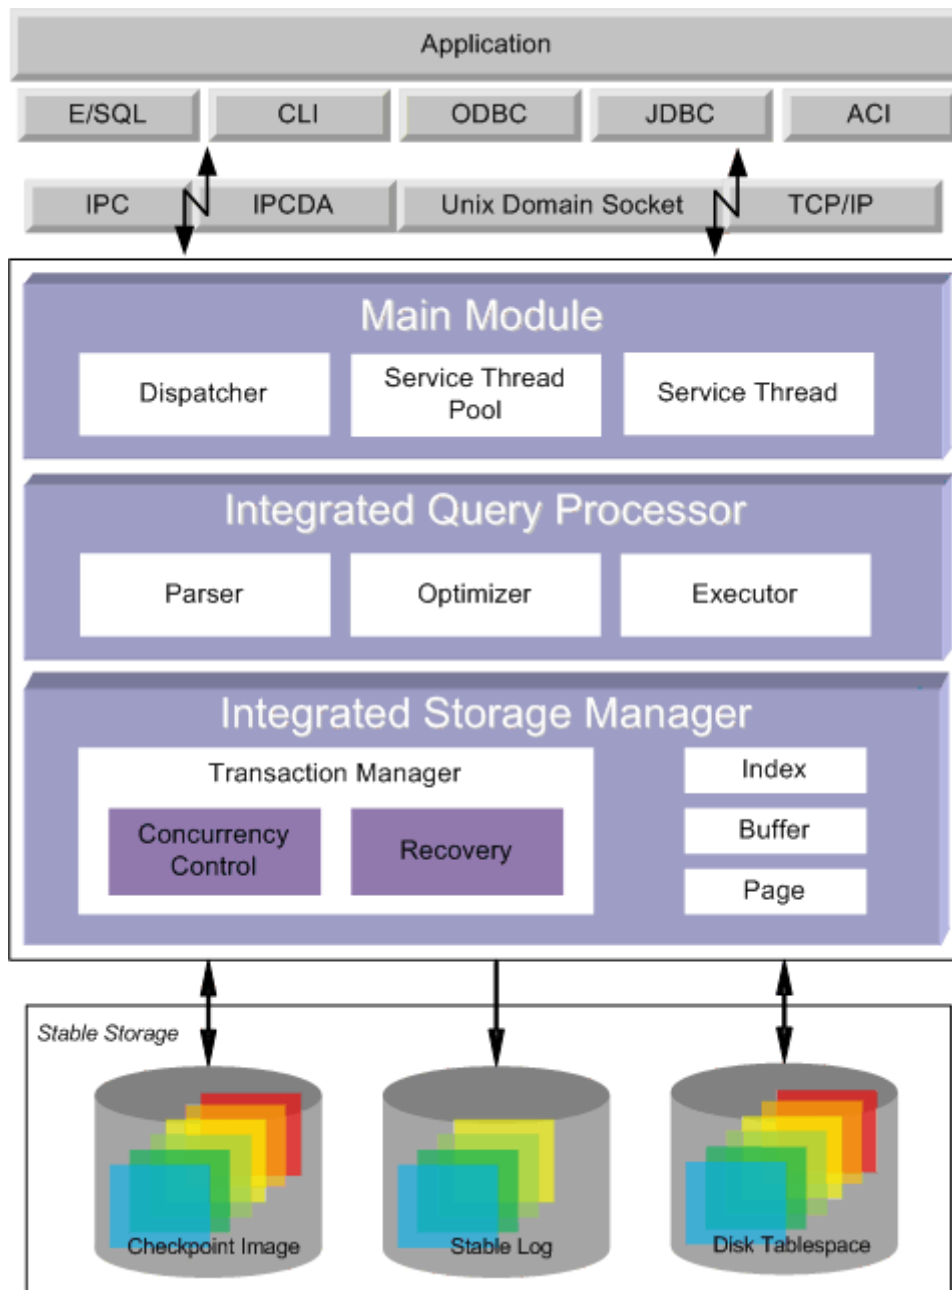 Application
E/SQL
CLI
ODBC
JDBC
ACI
IPC
IPCDA
Unix Domain Socket
TCP/IP
Main Module
Dispatcher
Service Thread
Pool
Service Thread
Integrated Query Processor
Parser
Optimizer
Executor
Integrated Storage Manager
Transaction Manager
Concurrency
Control
Recovery
Index
Buffer
Page
Stable Storage
Checkpoint Image
Stable Log
Disk Tablespace